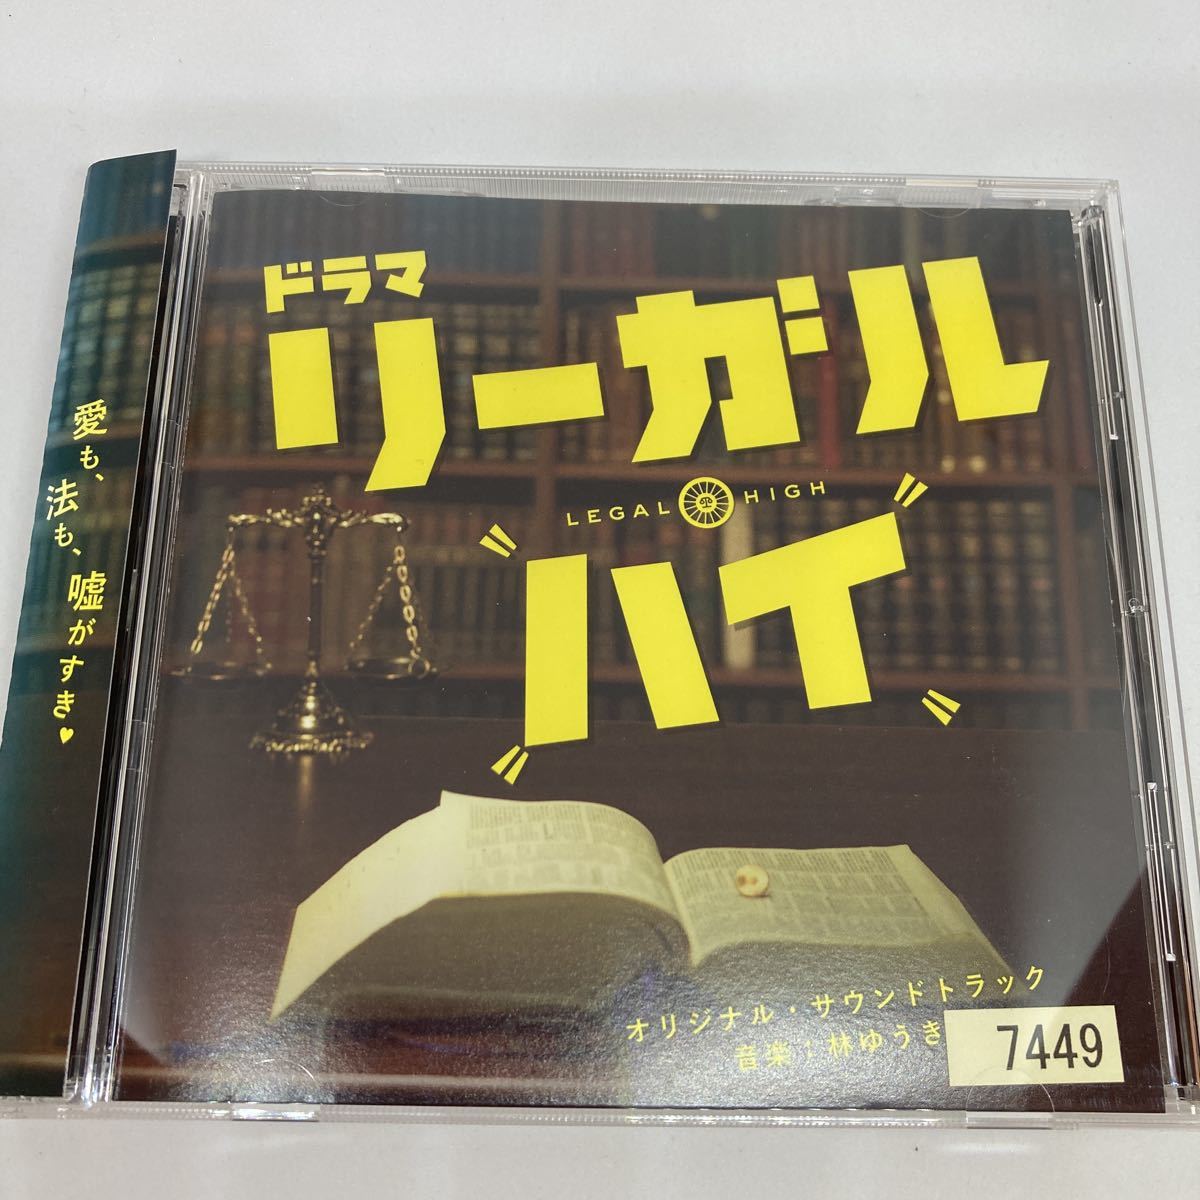 愛も、法も、嘘がすき♥
ドラマ
リーガル
LEGAL HIGH
ハイ
オリジナル・サウンドトラック
音楽：林ゆうき
7449